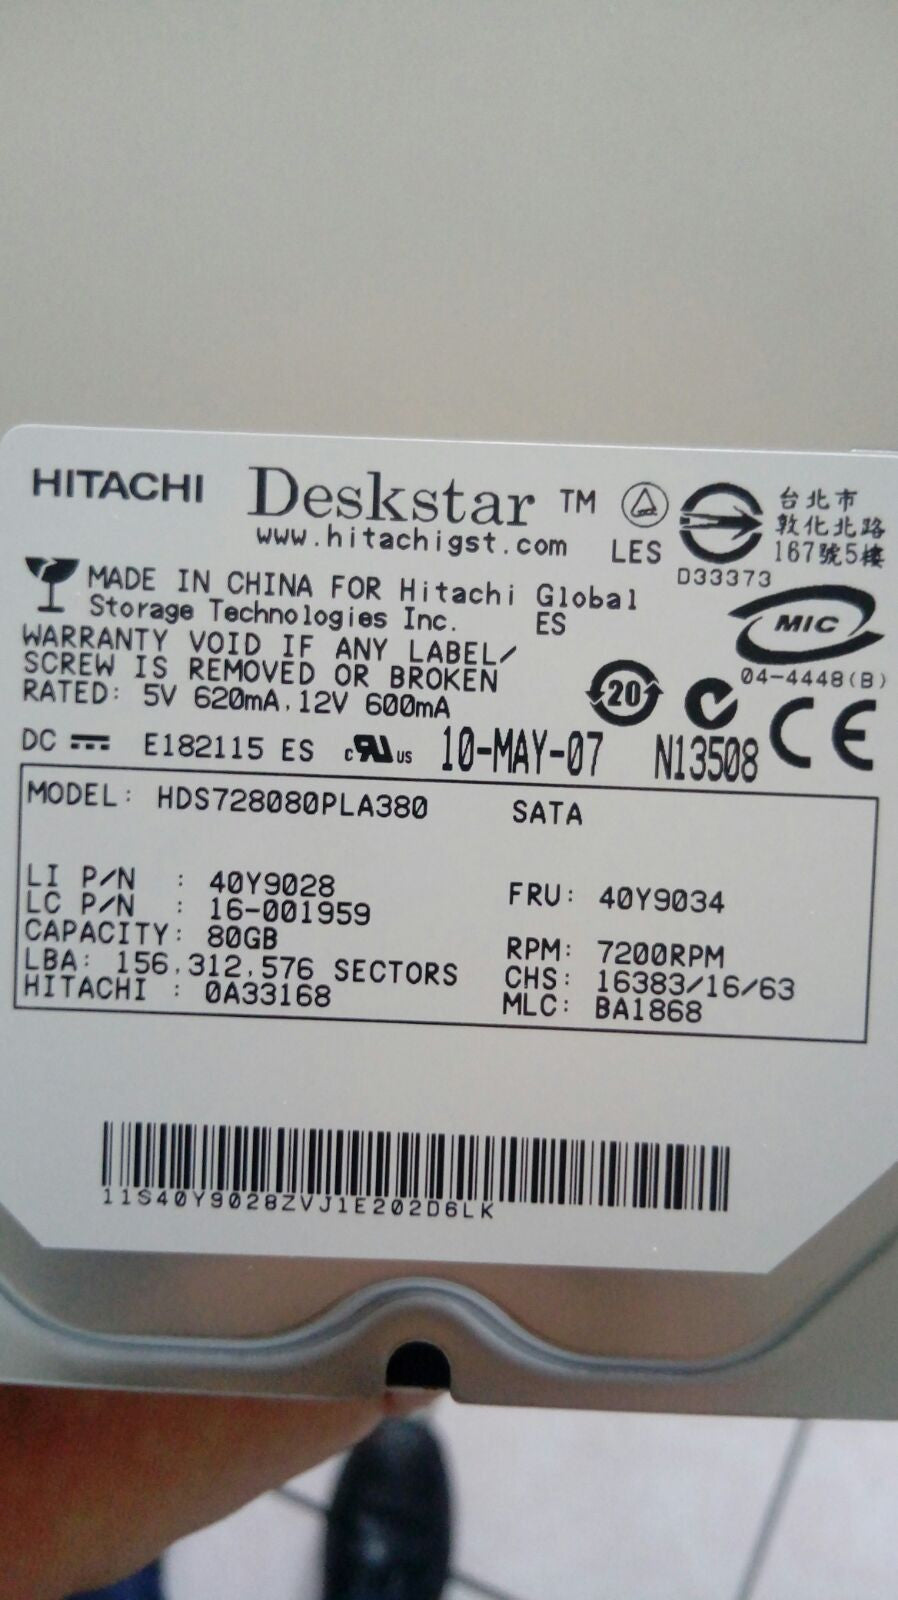 HITACHI Deskstar ™
www.hitachigst.com
LES
D33373
台北市
敦化北路
167號5樓
MADE IN CHINA FOR Hitachi Global
Storage Technologies Inc. ES
WARRANTY VOID IF ANY LABEL/
SCREW IS REMOVED OR BROKEN
RATED: 5V 620mA, 12V 600mA
20
MIC
04-4448(B)
DC E182115 ES c UR us 10-MAY-07 N13508 CE
MODEL: HDS728080PLA380 SATA
LI P/N : 40Y9028 FRU: 40Y9034
LC P/N : 16-001959
CAPACITY: 80GB RPM: 7200RPM
LBA: 156,312,576 SECTORS CHS: 16383/16/63
HITACHI : 0A33168 MLC: BA1868
11S40Y9028ZVJ1E202D6LK